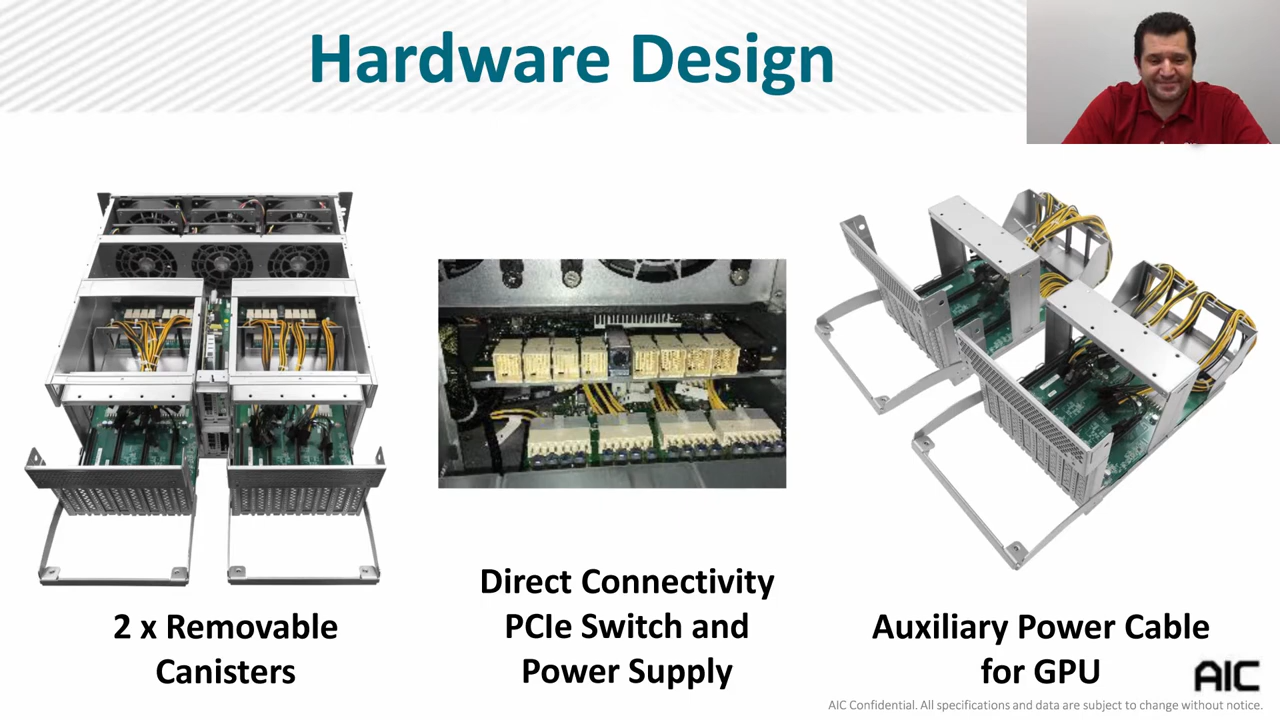 Hardware Design
2 x Removable
Canisters
Direct Connectivity
PCIe Switch and
Power Supply
Auxiliary Power Cable
for GPU
AIC
AIC Confidential. All specifications and data are subject to change without notice.